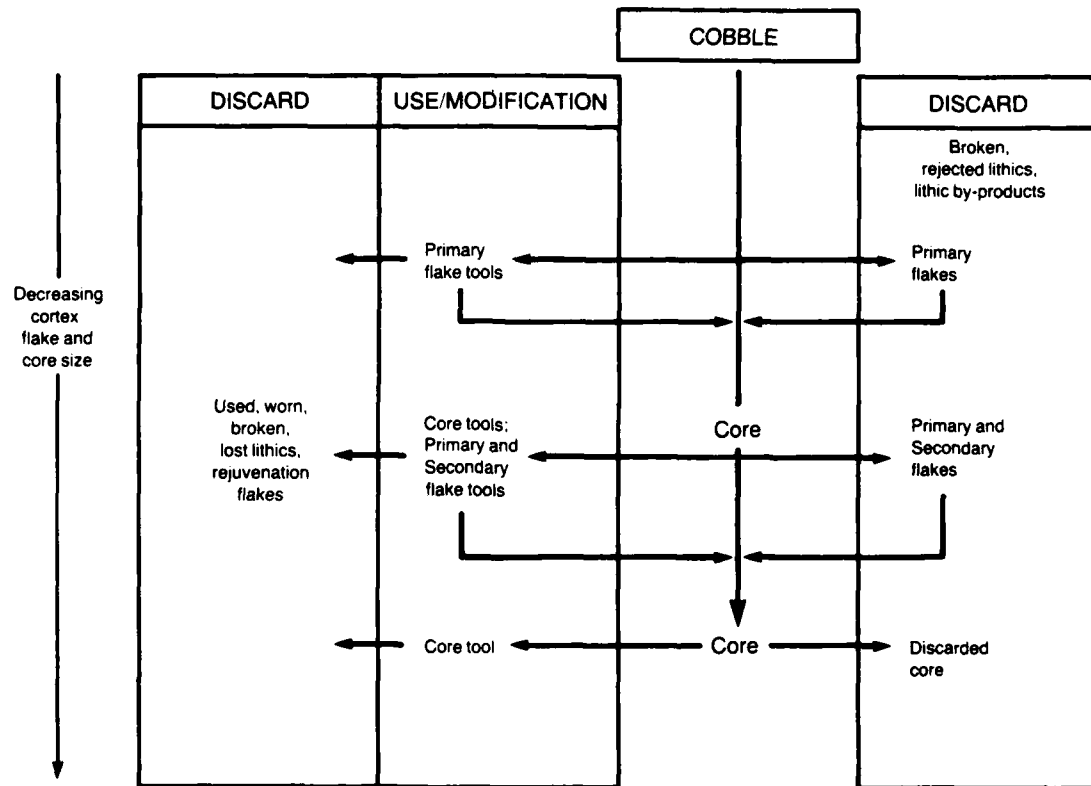 COBBLE
DISCARD
USE/MODIFICATION
DISCARD
Broken,
rejected lithics,
lithic by-products
Primary
flake tools
Primary
flakes
Decreasing
cortex
flake and
core size
Used, worn,
broken,
lost lithics,
rejuvenation
flakes
Core tools;
Primary and
Secondary
flake tools
Core
Primary and
Secondary
flakes
Core tool
Core
Discarded
core